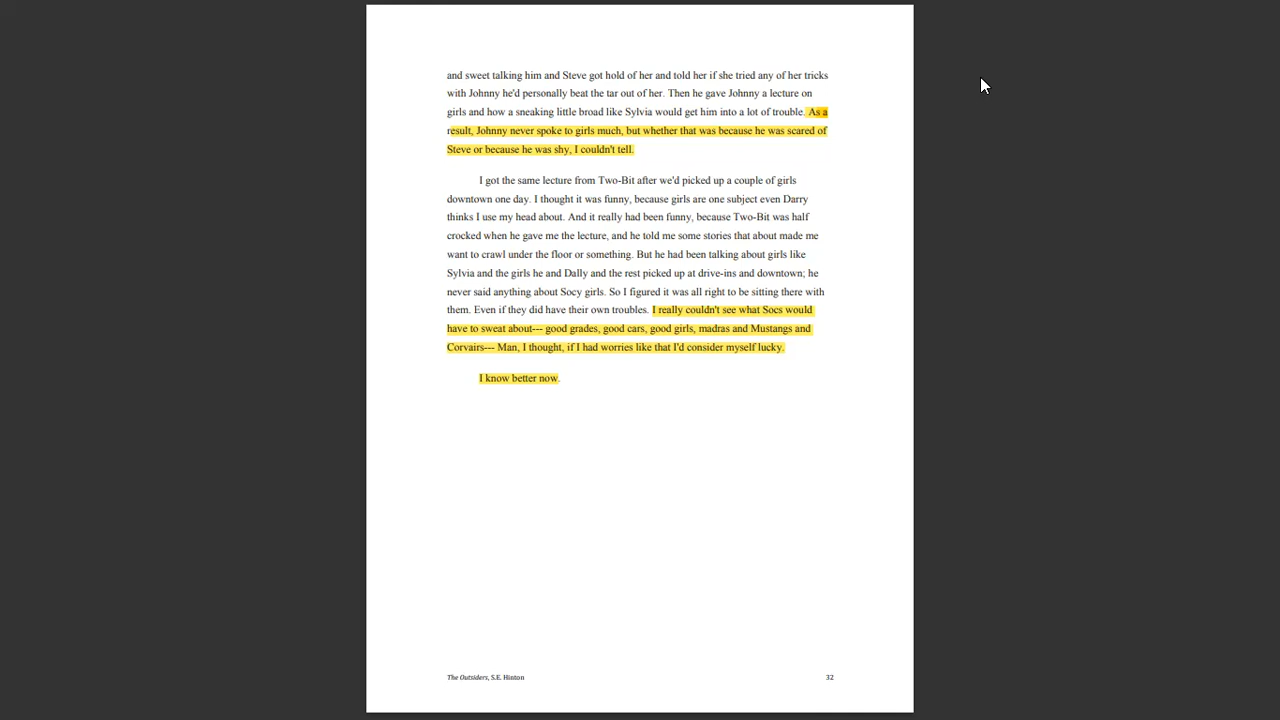 and sweet talking him and Steve got hold of her and told her if she tried any of her tricks
with Johnny he'd personally beat the tar out of her. Then he gave Johnny a lecture on
girls and how a sneaking little broad like Sylvia would get him into a lot of trouble. As a
result, Johnny never spoke to girls much, but whether that was because he was scared of
Steve or because he was shy, I couldn't tell.
I got the same lecture from Two-Bit after we'd picked up a couple of girls
downtown one day. I thought it was funny, because girls are one subject even Darry
thinks I use my head about. And it really had been funny, because Two-Bit was half
crocked when he gave me the lecture, and he told me some stories that about made me
want to crawl under the floor or something. But he had been talking about girls like
Sylvia and the girls he and Dally and the rest picked up at drive-ins and downtown; he
never said anything about Socy girls. So I figured it was all right to be sitting there with
them. Even if they did have their own troubles. I really couldn't see what Socs would
have to sweat about--- good grades, good cars, good girls, madras and Mustangs and
Corvairs--- Man, I thought, if I had worries like that I'd consider myself lucky.
I know better now.
The Outsiders, S.E. Hinton 32